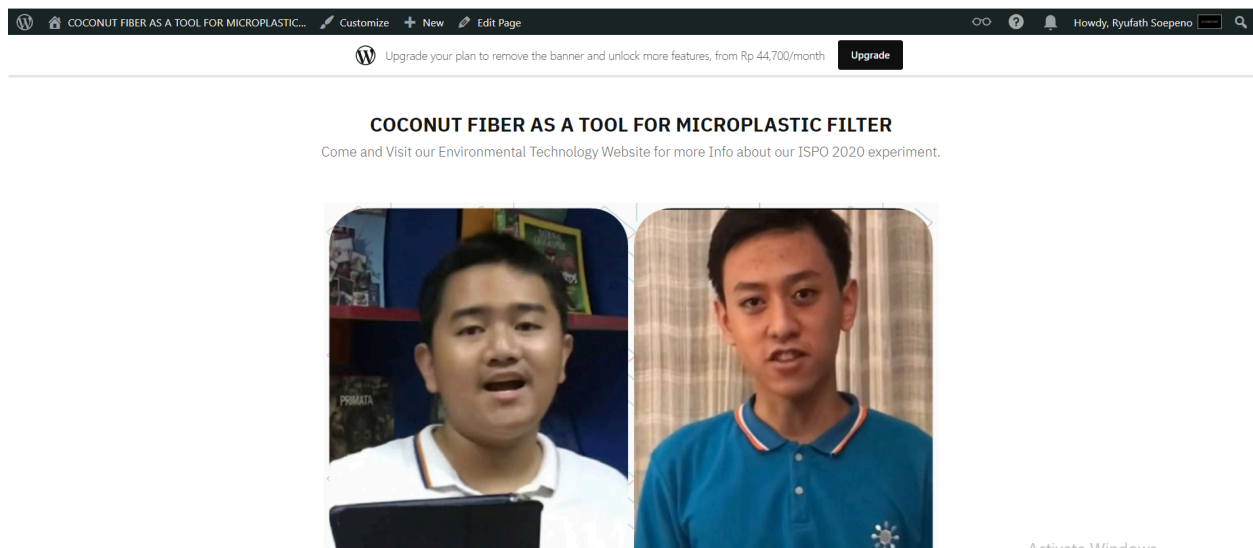 COCONUT FIBER AS A TOOL FOR MICROPLASTIC... Customize New Edit Page Howdy, Ryufath Soepeno
Upgrade your plan to remove the banner and unlock more features, from Rp 44,700/month Upgrade
COCONUT FIBER AS A TOOL FOR MICROPLASTIC FILTER
Come and Visit our Environmental Technology Website for more Info about our ISPO 2020 experiment.
PRIMATA
Activate Windows